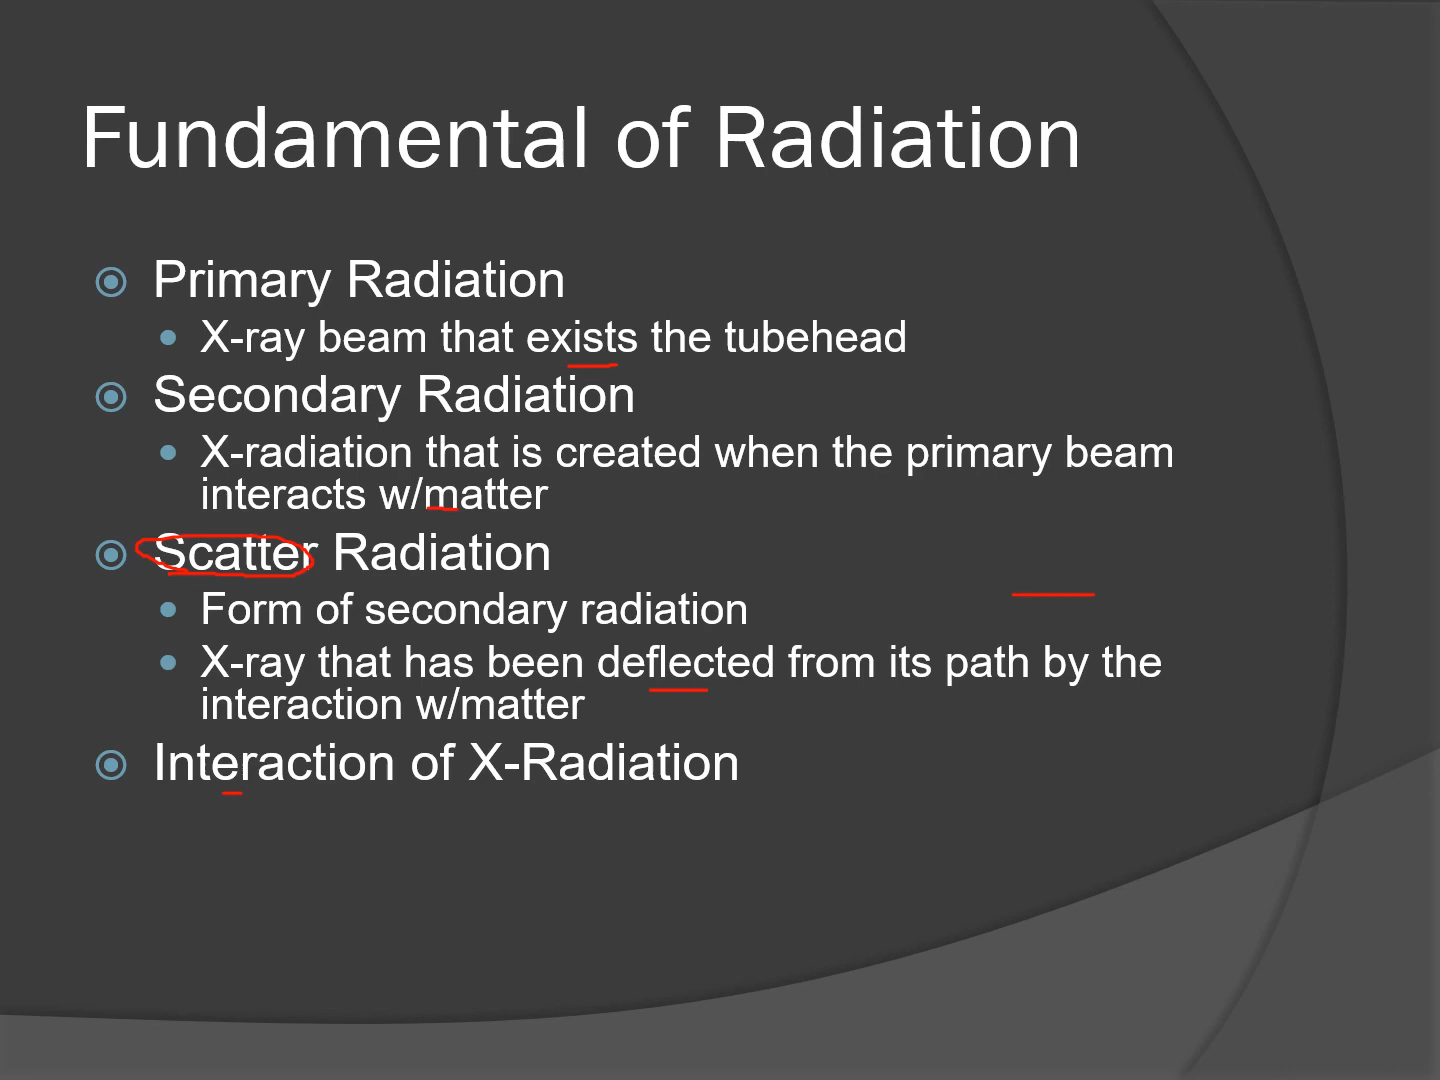 Fundamental of Radiation
Primary Radiation
X-ray beam that exists the tubehead
Secondary Radiation
X-radiation that is created when the primary beam
interacts w/matter
Scatter Radiation
Form of secondary radiation
X-ray that has been deflected from its path by the
interaction w/matter
Interaction of X-Radiation